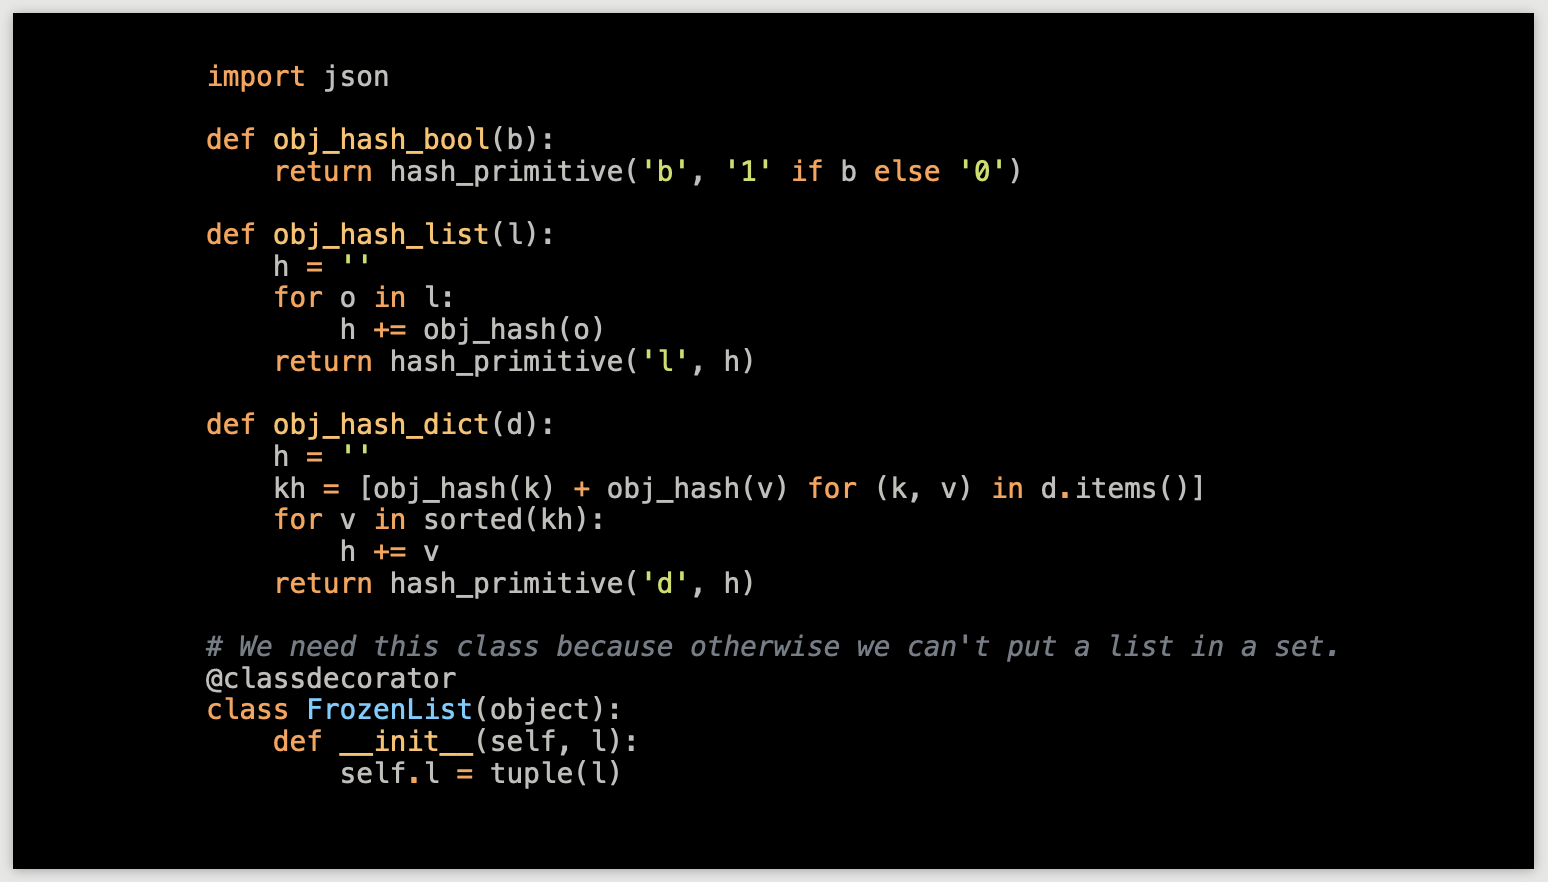 import json

def obj_hash_bool(b):
    return hash_primitive('b', '1' if b else '0')

def obj_hash_list(l):
    h = ''
    for o in l:
        h += obj_hash(o)
    return hash_primitive('l', h)

def obj_hash_dict(d):
    h = ''
    kh = [obj_hash(k) + obj_hash(v) for (k, v) in d.items()]
    for v in sorted(kh):
        h += v
    return hash_primitive('d', h)

# We need this class because otherwise we can't put a list in a set.
@classdecorator
class FrozenList(object):
    def __init__(self, l):
        self.l = tuple(l)